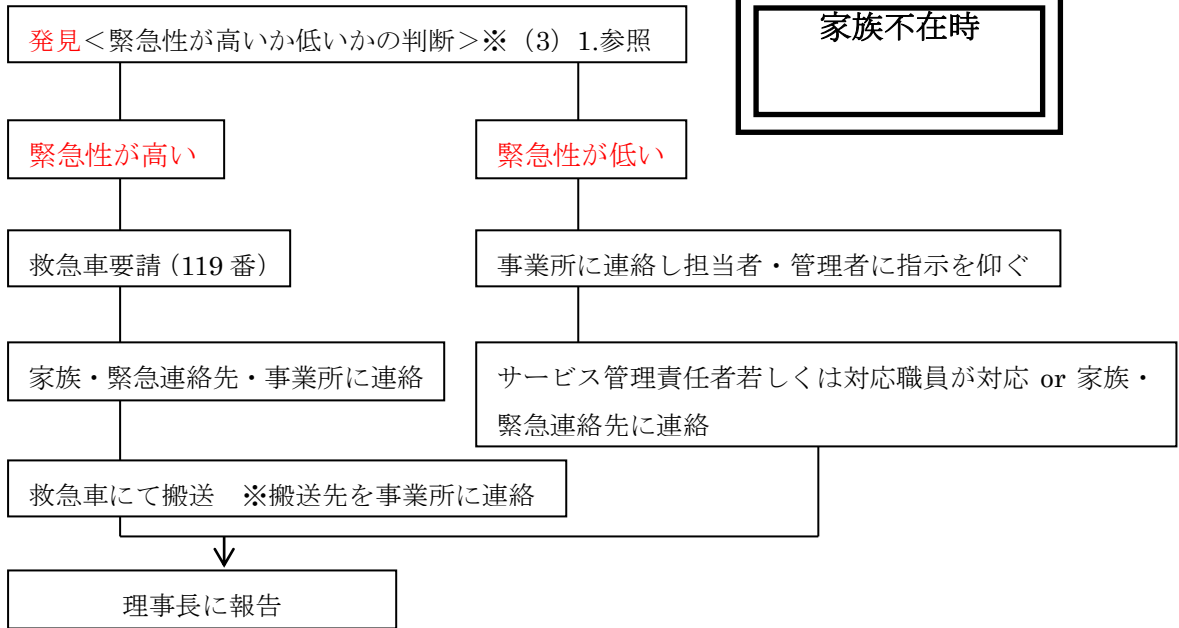 家族不在時
発見＜緊急性が高いか低いかの判断＞※（3）1.参照
緊急性が高い
緊急性が低い
救急車要請（119番）
事業所に連絡し担当者・管理者に指示を仰ぐ
家族・緊急連絡先・事業所に連絡
サービス管理責任者若しくは対応職員が対応 or 家族・
緊急連絡先に連絡
救急車にて搬送　※搬送先を事業所に連絡
理事長に報告